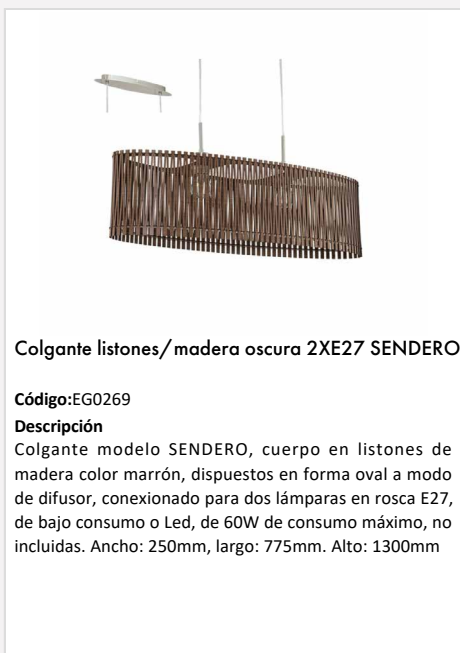 Colgante listones/madera oscura 2XE27 SENDERO
Código:EG0269
Descripción
Colgante modelo SENDERO, cuerpo en listones de
madera color marrón, dispuestos en forma oval a modo
de difusor, conexionado para dos lámparas en rosca E27,
de bajo consumo o Led, de 60W de consumo máximo, no
incluidas. Ancho: 250mm, largo: 775mm. Alto: 1300mm